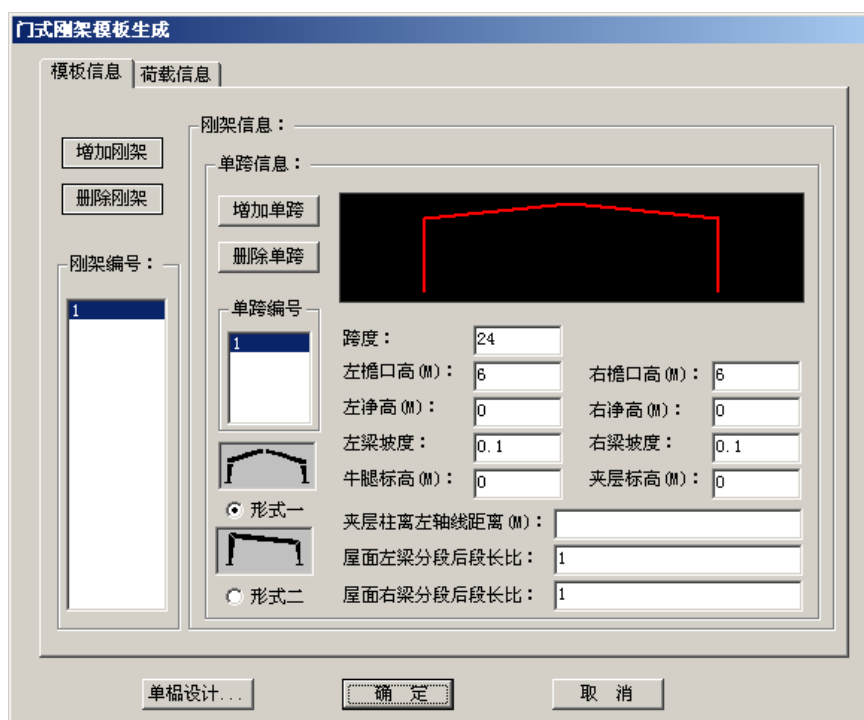 门式刚架模板生成
模板信息 荷载信息
刚架信息：
增加刚架
单跨信息：
删除刚架
增加单跨
删除单跨
刚架编号：
1
单跨编号
1
跨度： 24
左檐口高(M)： 6 右檐口高(M)： 6
左净高(M)： 0 右净高(M)： 0
左梁坡度： 0.1 右梁坡度： 0.1
牛腿标高(M)： 0 夹层标高(M)： 0
形式一
夹层柱离左轴线距离(M)：
屋面左梁分段后段长比： 1
形式二
屋面右梁分段后段长比： 1
单榀设计... 确 定 取 消